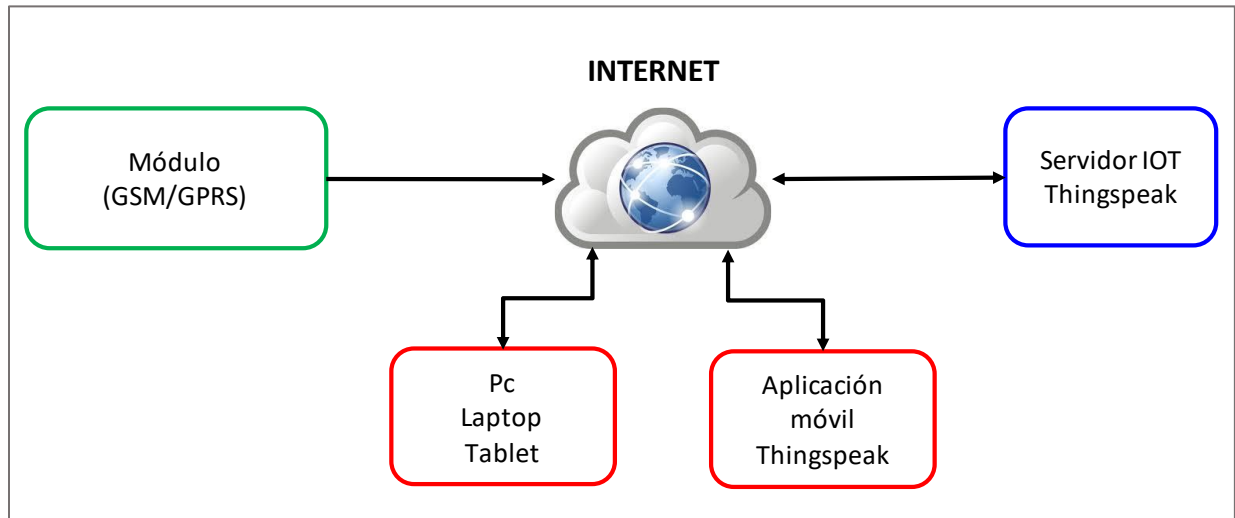 INTERNET
Módulo
(GSM/GPRS)
Servidor IOT
Thingspeak
Pc
Laptop
Tablet
Aplicación
móvil
Thingspeak